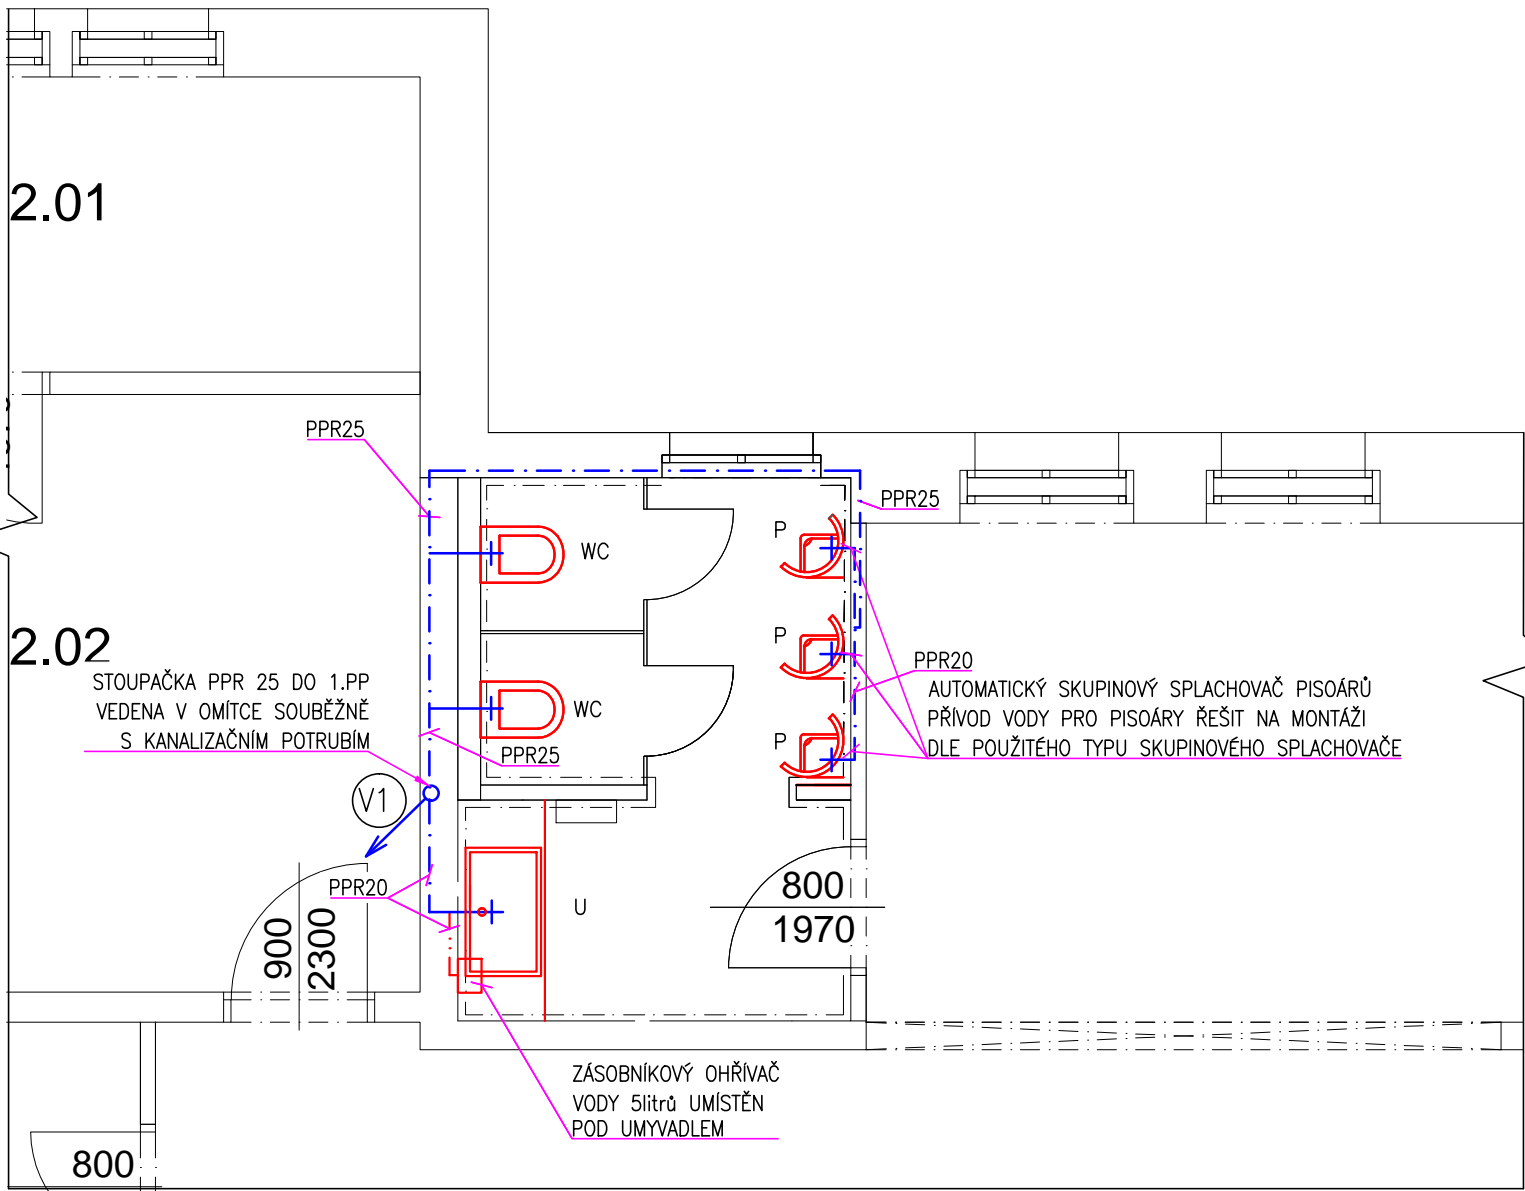 2.01
PPR25
PPR25
WC
P
2.02
P
PPR20
STOUPAČKA PPR 25 DO 1.PP
VEDENA V OMÍTCE SOUBĚŽNĚ
S KANALIZAČNÍM POTRUBÍM
WC
AUTOMATICKÝ SKUPINOVÝ SPLACHOVAČ PISOÁRŮ
PŘÍVOD VODY PRO PISOÁRY ŘEŠIT NA MONTÁŽI
DLE POUŽITÉHO TYPU SKUPINOVÉHO SPLACHOVAČE
P
PPR25
V1
PPR20
U
800
1970
900
2300
ZÁSOBNÍKOVÝ OHŘÍVAČ
VODY 5litrů UMÍSTĚN
POD UMYVADLEM
800